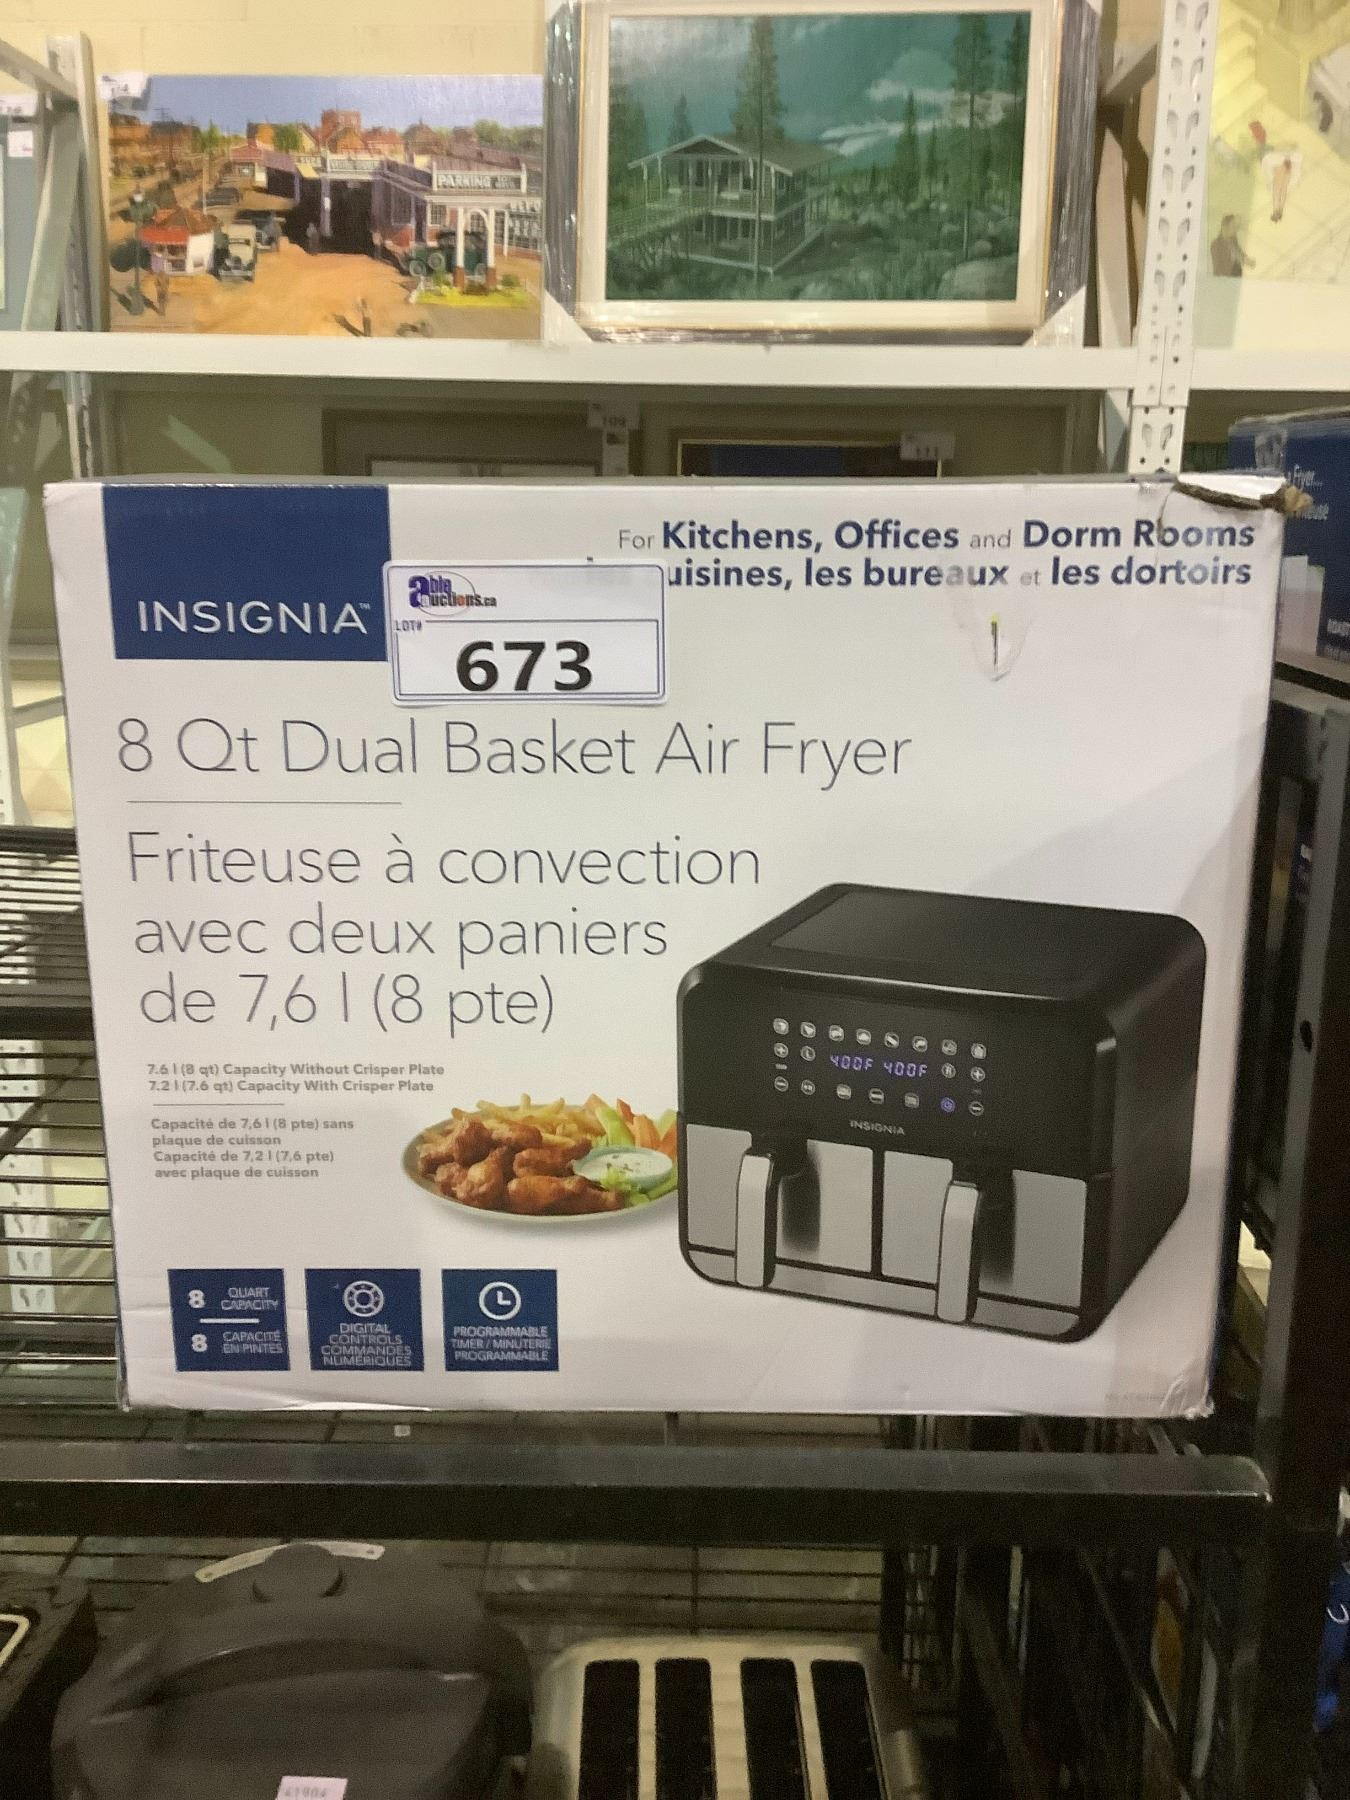 PARKING
109
111
For Kitchens, Offices and Dorm Rooms
uisines, les bureaux et les dortoirs
INSIGNIA™
able
auctions.ca
LOT#
673
8 Qt Dual Basket Air Fryer
Friteuse à convection
avec deux paniers
de 7,6 l (8 pte)
7.6 l (8 qt) Capacity Without Crisper Plate
7.2 l (7.6 qt) Capacity With Crisper Plate
Capacité de 7,6 l (8 pte) sans
plaque de cuisson
Capacité de 7,2 l (7,6 pte)
avec plaque de cuisson
400F 400F
INSIGNIA
8 QUART
CAPACITY
8 CAPACITÉ
EN PINTES
DIGITAL
CONTROLS
COMMANDES
NUMÉRIQUES
PROGRAMMABLE
TIMER / MINUTERIE
PROGRAMMABLE
Fryer...